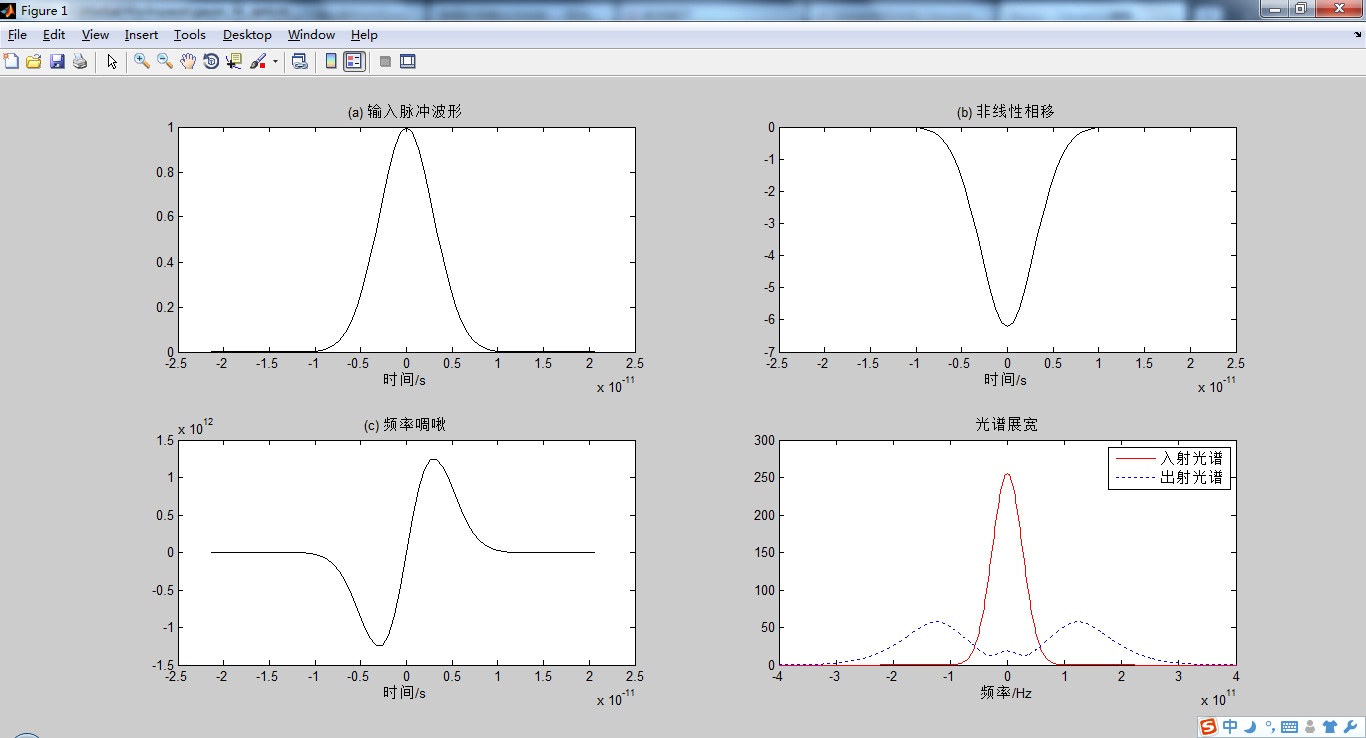 Figure 1
File Edit View Insert Tools Desktop Window Help
(a) 输入脉冲波形
1
0.8
0.6
0.4
0.2
0
-2.5 -2 -1.5 -1 -0.5 0 0.5 1 1.5 2 2.5
时间/s
x 10^-11
(b) 非线性相移
0
-1
-2
-3
-4
-5
-6
-7
-2.5 -2 -1.5 -1 -0.5 0 0.5 1 1.5 2 2.5
时间/s
x 10^-11
(c) 频率啁啾
x 10^12
1.5
1
0.5
0
-0.5
-1
-1.5
-2.5 -2 -1.5 -1 -0.5 0 0.5 1 1.5 2 2.5
时间/s
x 10^-11
光谱展宽
300
250
200
150
100
50
0
入射光谱
出射光谱
-4 -3 -2 -1 0 1 2 3 4
频率/Hz
x 10^11
S 中